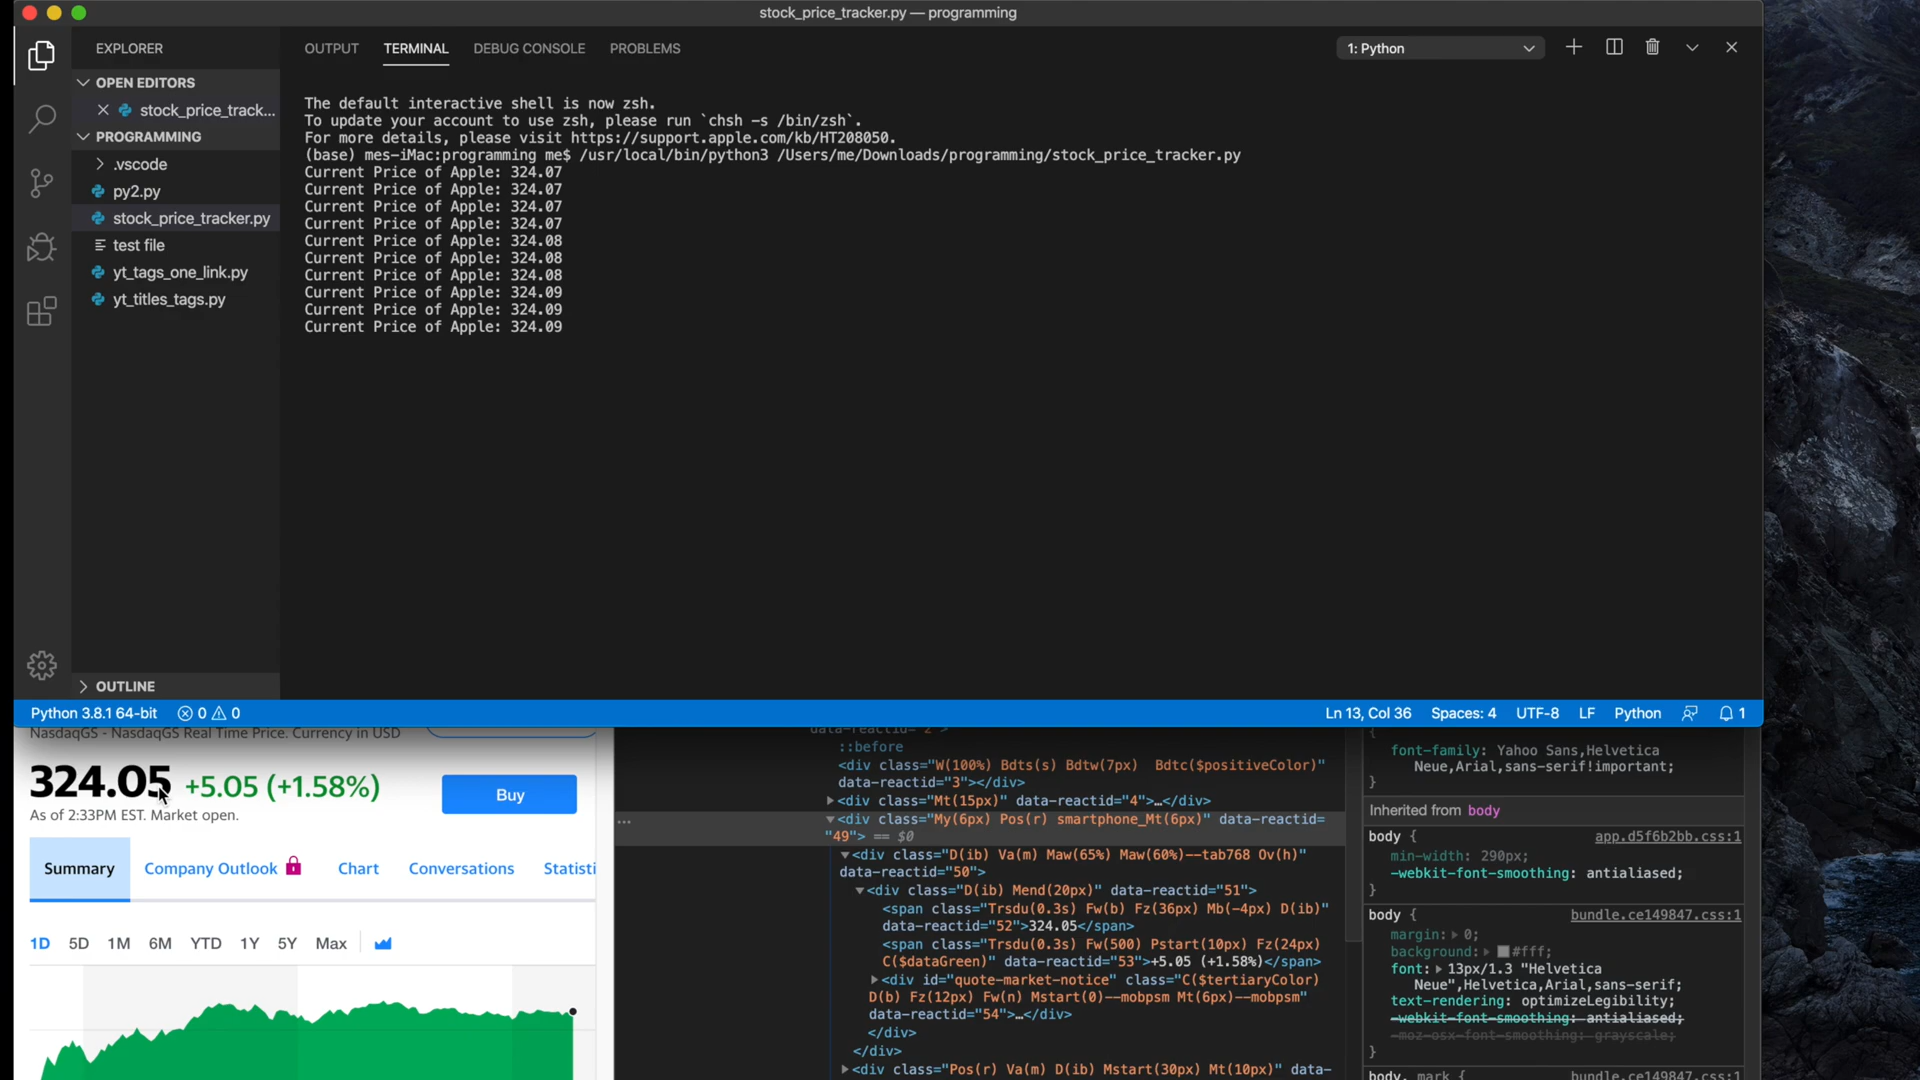 stock_price_tracker.py — programming
EXPLORER
OUTPUT TERMINAL DEBUG CONSOLE PROBLEMS
1: Python
OPEN EDITORS
stock_price_track...
PROGRAMMING
.vscode
py2.py
stock_price_tracker.py
test file
yt_tags_one_link.py
yt_titles_tags.py
OUTLINE
The default interactive shell is now zsh.
To update your account to use zsh, please run `chsh -s /bin/zsh`.
For more details, please visit https://support.apple.com/kb/HT208050.
(base) mes-iMac:programming me$ /usr/local/bin/python3 /Users/me/Downloads/programming/stock_price_tracker.py
Current Price of Apple: 324.07
Current Price of Apple: 324.07
Current Price of Apple: 324.07
Current Price of Apple: 324.07
Current Price of Apple: 324.08
Current Price of Apple: 324.08
Current Price of Apple: 324.08
Current Price of Apple: 324.09
Current Price of Apple: 324.09
Current Price of Apple: 324.09
Python 3.8.1 64-bit 0 0 Ln 13, Col 36 Spaces: 4 UTF-8 LF Python 1
NasdaqGS - NasdaqGS Real Time Price. Currency in USD
324.05 +5.05 (+1.58%)
As of 2:33PM EST. Market open.
Buy
Summary Company Outlook Chart Conversations Statisti
1D 5D 1M 6M YTD 1Y 5Y Max
data-reactid="2">
::before
<div class="W(100%) Bdts(s) Bdtw(7px)  Bdtc($positiveColor)"
data-reactid="3"></div>
<div class="Mt(15px)" data-reactid="4">…</div>
<div class="My(6px) Pos(r) smartphone_Mt(6px)" data-reactid=
"49"> == $0
<div class="D(ib) Va(m) Maw(65%) Maw(60%)--tab768 Ov(h)"
data-reactid="50">
<div class="D(ib) Mend(20px)" data-reactid="51">
<span class="Trsdu(0.3s) Fw(b) Fz(36px) Mb(-4px) D(ib)"
data-reactid="52">324.05</span>
<span class="Trsdu(0.3s) Fw(500) Pstart(10px) Fz(24px)
C($dataGreen)" data-reactid="53">+5.05 (+1.58%)</span>
<div id="quote-market-notice" class="C($tertiaryColor)
D(b) Fz(12px) Fw(n) Mstart(0)--mobpsm Mt(6px)--mobpsm"
data-reactid="54">…</div>
</div>
</div>
<div class="Pos(r) Va(m) D(ib) Mstart(30px) Mt(10px)" data-
{
font-family: Yahoo Sans,Helvetica
Neue,Arial,sans-serif!important;
}
Inherited from body
body { app.d5f6b2bb.css:1
min-width: 290px;
-webkit-font-smoothing: antialiased;
}
body { bundle.ce149847.css:1
margin: 0;
background: #fff;
font: 13px/1.3 "Helvetica
Neue",Helvetica,Arial,sans-serif;
text-rendering: optimizeLegibility;
-webkit-font-smoothing: antialiased;
-moz-osx-font-smoothing: grayscale;
}
body, mark { bundle.ce149847.css:1